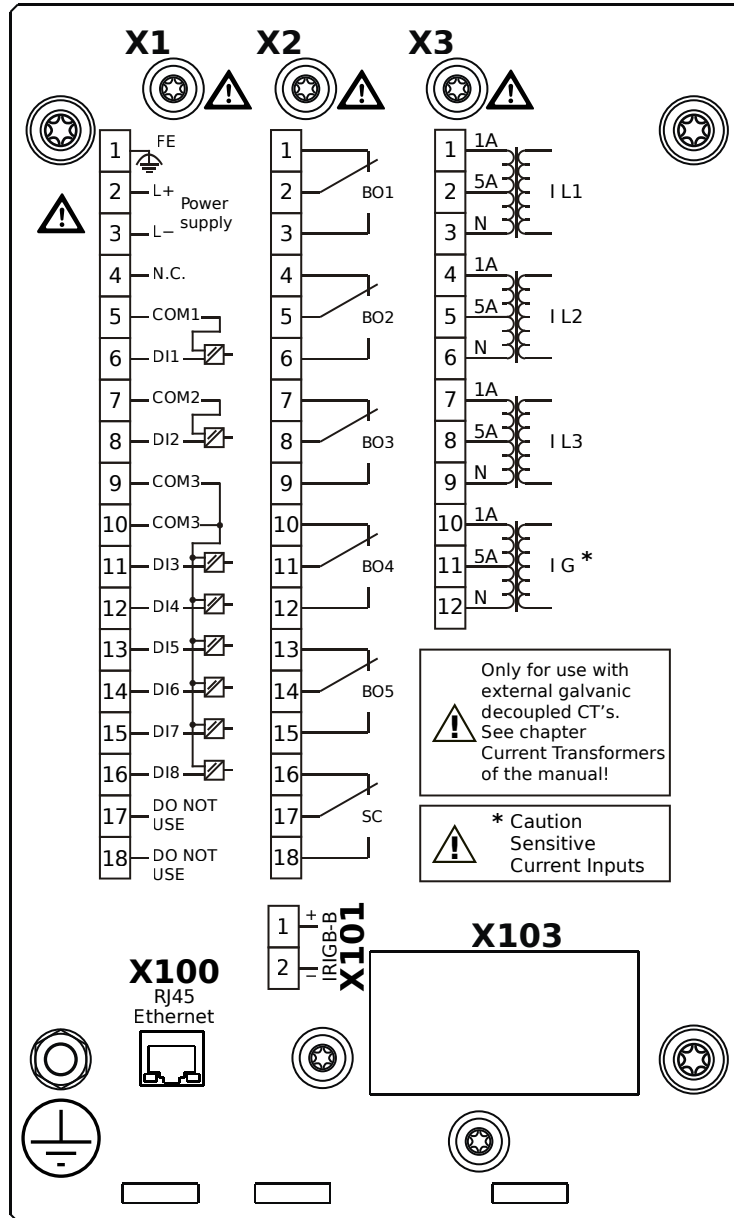 X1
X2
X3
1 FE
2 L+
Power
supply
3 L−
4 N.C.
5 COM1
6 DI1
7 COM2
8 DI2
9 COM3
10 COM3
11 DI3
12 DI4
13 DI5
14 DI6
15 DI7
16 DI8
17 DO NOT
USE
18 DO NOT
USE
1
2 BO1
3
4
5 BO2
6
7
8 BO3
9
10
11 BO4
12
13
14 BO5
15
16
17 SC
18
1 1A
2 5A I L1
3 N
4 1A
5 5A I L2
6 N
7 1A
8 5A I L3
9 N
10 1A
11 5A I G *
12 N
! Only for use with
external galvanic
decoupled CT’s.
See chapter
Current Transformers
of the manual!
! * Caution
Sensitive
Current Inputs
1 +
2 −
IRIGB-B
X101
X103
X100
RJ45
Ethernet